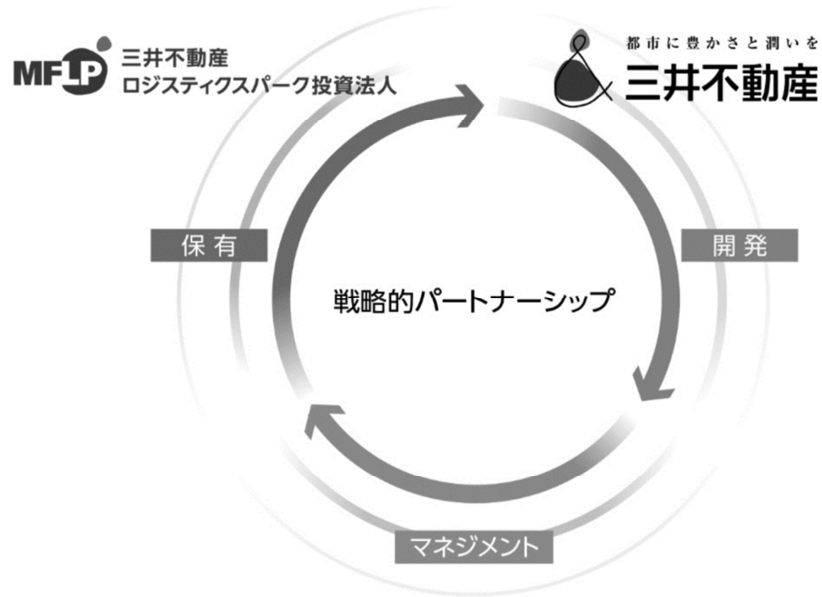 MFLP
三井不動産
ロジスティクスパーク投資法人
都市に豊かさと潤いを
三井不動産
保有
開発
戦略的パートナーシップ
マネジメント